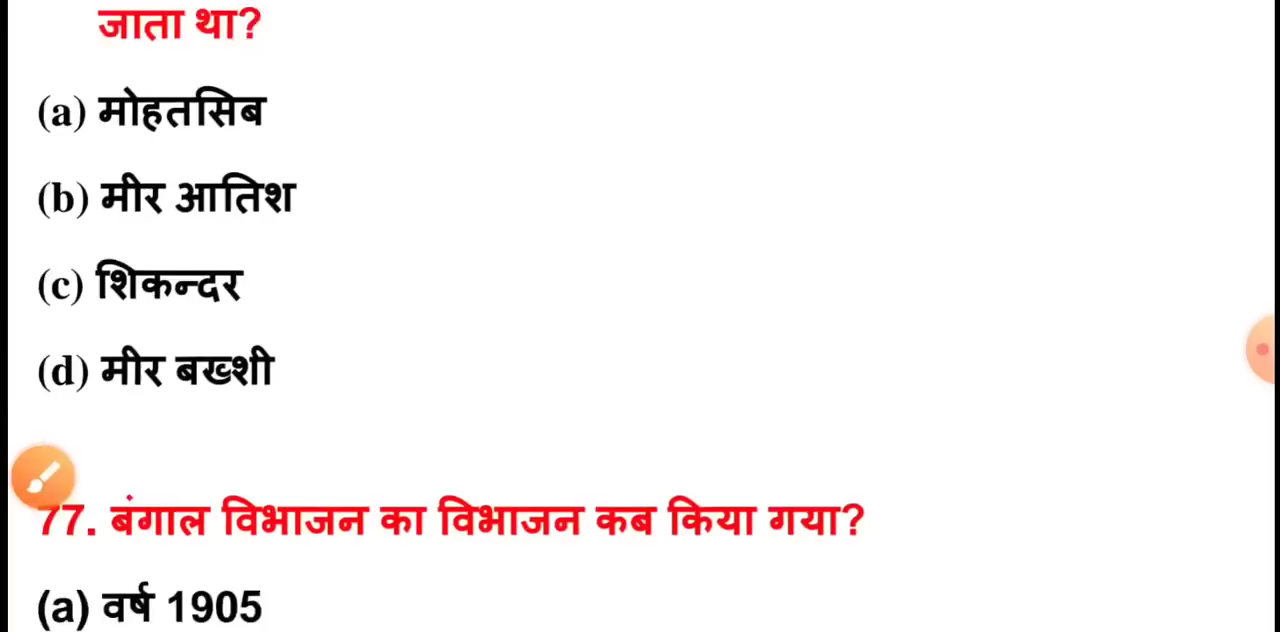 जाता था?
(a) मोहतसिब
(b) मीर आतिश
(c) शिकन्दर
(d) मीर बख्शी
77. बंगाल विभाजन का विभाजन कब किया गया?
(a) वर्ष 1905